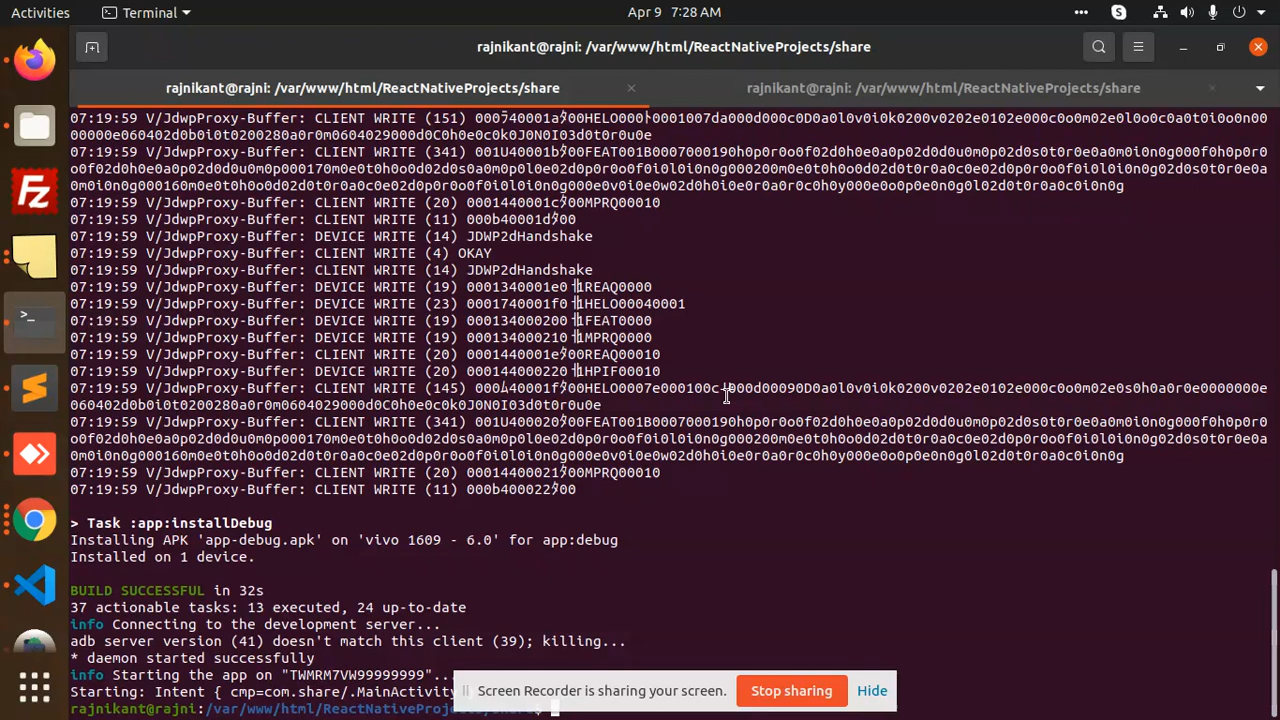 Activities
Terminal
Apr 9 7:28 AM
rajnikant@rajni: /var/www/html/ReactNativeProjects/share
rajnikant@rajni: /var/www/html/ReactNativeProjects/share
rajnikant@rajni: /var/www/html/ReactNativeProjects/share
07:19:59 V/JdwpProxy-Buffer: CLIENT WRITE (151)
07:19:59 V/JdwpProxy-Buffer: CLIENT WRITE (341)
07:19:59 V/JdwpProxy-Buffer: CLIENT WRITE (20)
07:19:59 V/JdwpProxy-Buffer: CLIENT WRITE (11)
07:19:59 V/JdwpProxy-Buffer: DEVICE WRITE (14) JDWP2dHandshake
07:19:59 V/JdwpProxy-Buffer: CLIENT WRITE (4) OKAY
07:19:59 V/JdwpProxy-Buffer: CLIENT WRITE (14) JDWP2dHandshake
07:19:59 V/JdwpProxy-Buffer: DEVICE WRITE (19) 0001340001e0
07:19:59 V/JdwpProxy-Buffer: DEVICE WRITE (23) 0001740001f0
07:19:59 V/JdwpProxy-Buffer: DEVICE WRITE (19) 000134000200
07:19:59 V/JdwpProxy-Buffer: DEVICE WRITE (19) 000134000210
07:19:59 V/JdwpProxy-Buffer: CLIENT WRITE (20)
07:19:59 V/JdwpProxy-Buffer: DEVICE WRITE (20) 000144000220
07:19:59 V/JdwpProxy-Buffer: CLIENT WRITE (145)
07:19:59 V/JdwpProxy-Buffer: CLIENT WRITE (341)
07:19:59 V/JdwpProxy-Buffer: CLIENT WRITE (20)
07:19:59 V/JdwpProxy-Buffer: CLIENT WRITE (11)
> Task :app:installDebug
Installing APK 'app-debug.apk' on 'vivo 1609 - 6.0' for app:debug
Installed on 1 device.
BUILD SUCCESSFUL in 32s
37 actionable tasks: 13 executed, 24 up-to-date
info Connecting to the development server...
adb server version (41) doesn't match this client (39); killing...
* daemon started successfully
info Starting the app on "TWMRM7VW99999999"...
Starting: Intent { cmp=com.share/.MainActivity
rajnikant@rajni:/var/www/html/ReactNativeProjects/share$
Screen Recorder is sharing your screen.
Stop sharing
Hide